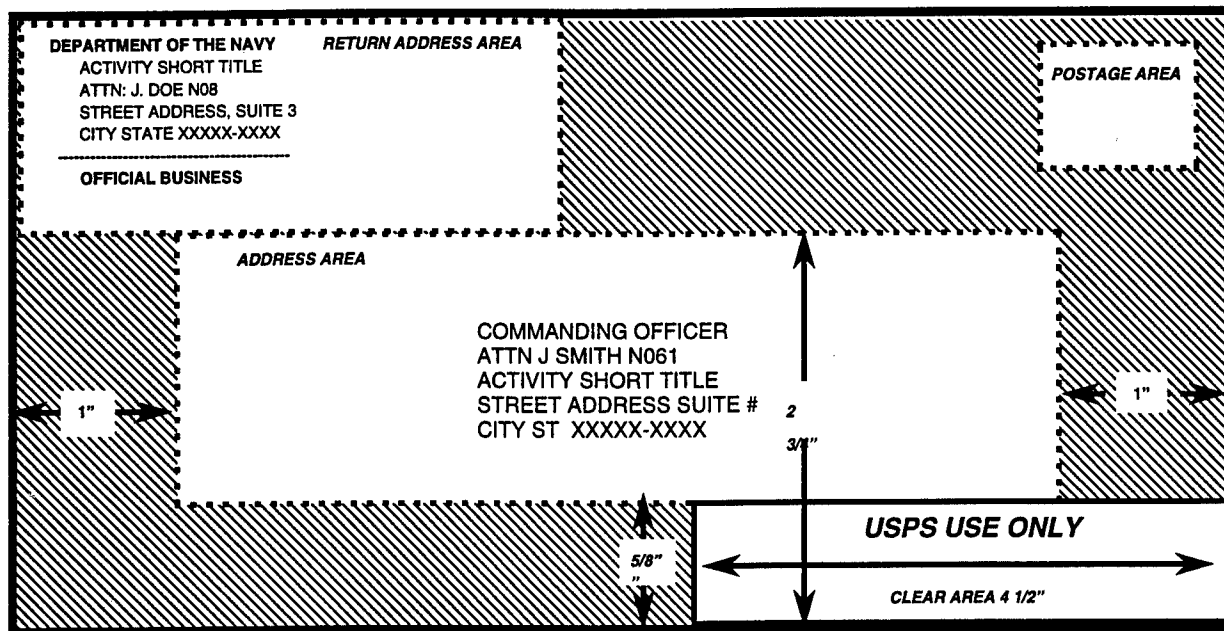 DEPARTMENT OF THE NAVY
ACTIVITY SHORT TITLE
ATTN: J. DOE N08
STREET ADDRESS, SUITE 3
CITY STATE XXXXX-XXXX
OFFICIAL BUSINESS
RETURN ADDRESS AREA
POSTAGE AREA
ADDRESS AREA
COMMANDING OFFICER
ATTN J SMITH N061
ACTIVITY SHORT TITLE
STREET ADDRESS SUITE #
CITY ST XXXXX-XXXX
1"
2
3/4"
1"
5/8"
"
USPS USE ONLY
CLEAR AREA 4 1/2"